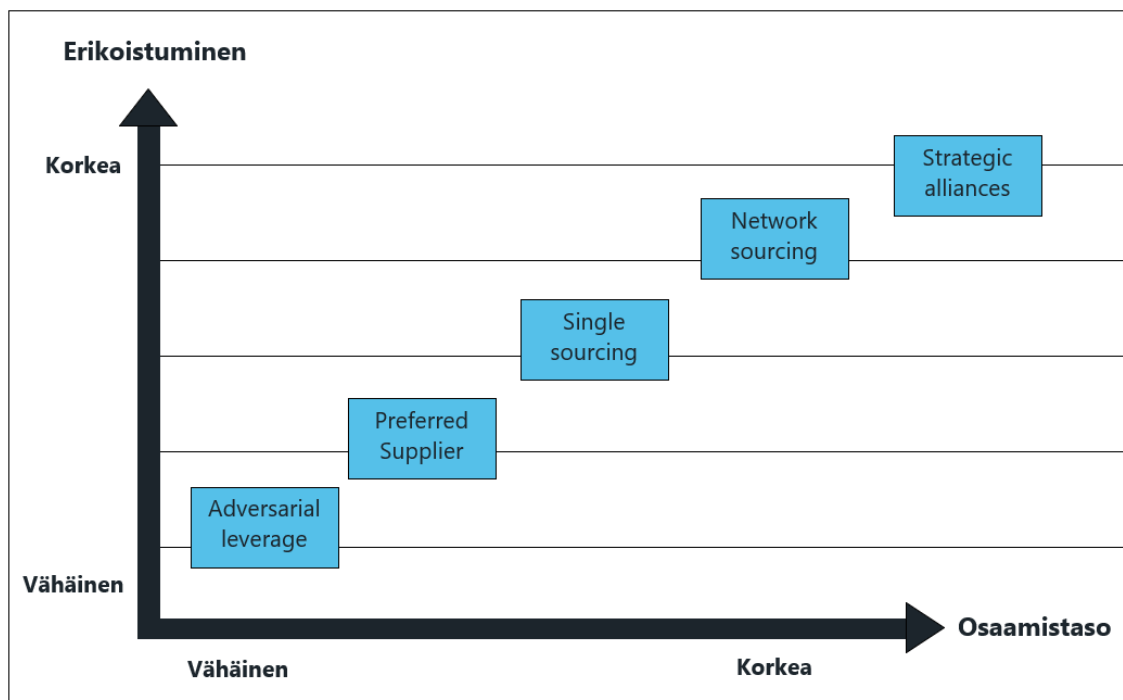 Erikoistuminen
Korkea
Strategic
alliances
Network
sourcing
Single
sourcing
Preferred
Supplier
Adversarial
leverage
Vähäinen
Osaamistaso
Vähäinen
Korkea